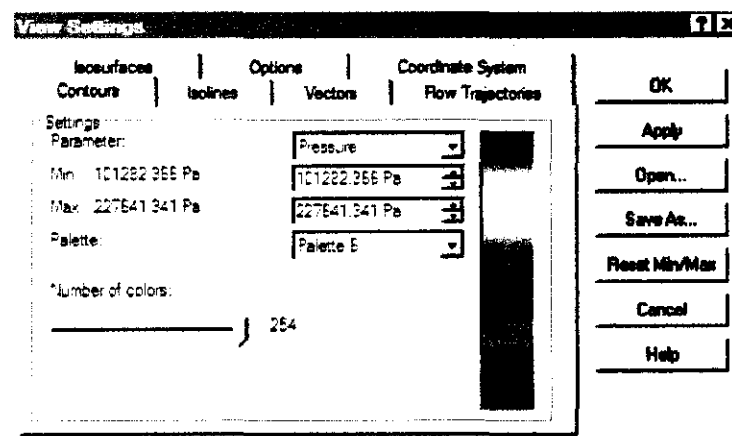 View Settings
Isosurfaces Options Coordinate System
Contours Isolines Vectors Flow Trajectories
Settings
Parameter: Pressure
Min: 101282.366 Pa 101282.366 Pa
Max: 227641.341 Pa 227641.341 Pa
Palette: Palette
Number of colors:
254
OK
Apply
Open...
Save As...
Reset Min/Max
Cancel
Help